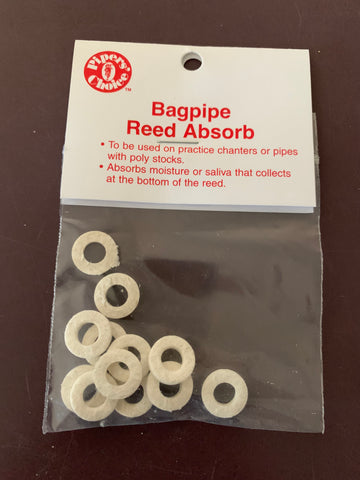 Pipers'
Choice
TM
Bagpipe
Reed Absorb
• To be used on practice chanters or pipes
with poly stocks.
• Absorbs moisture or saliva that collects
at the bottom of the reed.